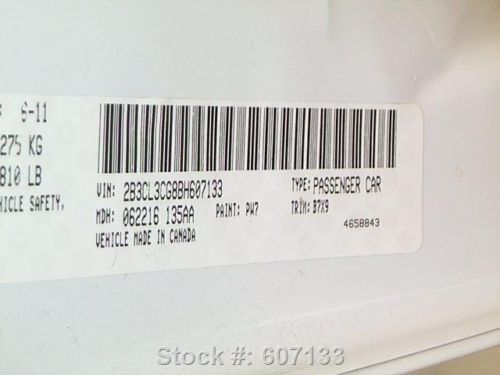 6-11
275 KG
810 LB
HICLE SAFETY,
VIN: 2B3CL3CG8BH607133 TYPE: PASSENGER CAR
MDH: 062216 135AA PAINT: PW7 TRIM: B7X9
VEHICLE MADE IN CANADA 4658843
Stock #: 607133